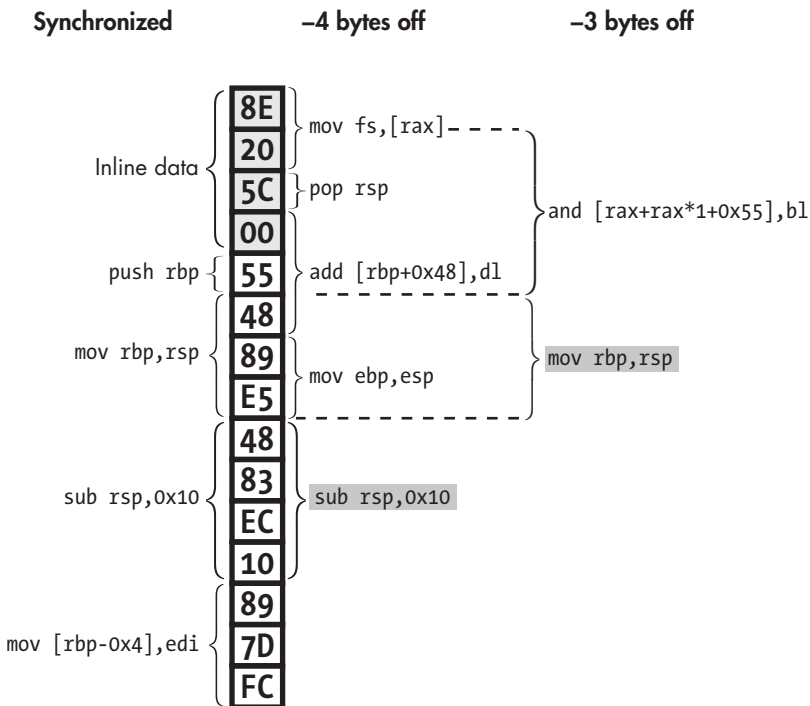 Synchronized –4 bytes off –3 bytes off
8E
mov fs,[rax]
20
Inline data
5C
pop rsp
and [rax+rax*1+0x55],bl
00
push rbp
55
add [rbp+0x48],dl
48
mov rbp,rsp
89
mov ebp,esp
mov rbp,rsp
E5
48
83
sub rsp,0x10
sub rsp,0x10
EC
10
89
mov [rbp-0x4],edi
7D
FC